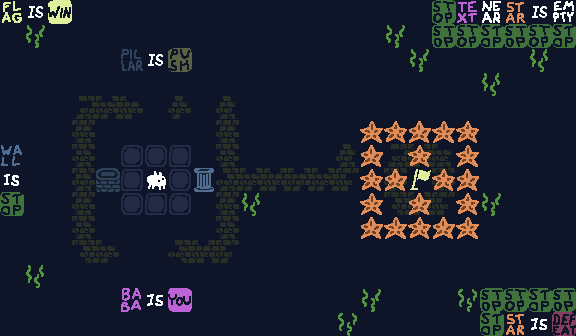 FLAG IS WIN
STOP TEXT NEAR STAR IS EMPTY
STOP STOP STOP STOP STOP STOP
PILLAR IS PUSH
WALL
IS
STOP
BABA IS YOU
STOP STOP STOP STOP
STOP STAR IS DEFEAT